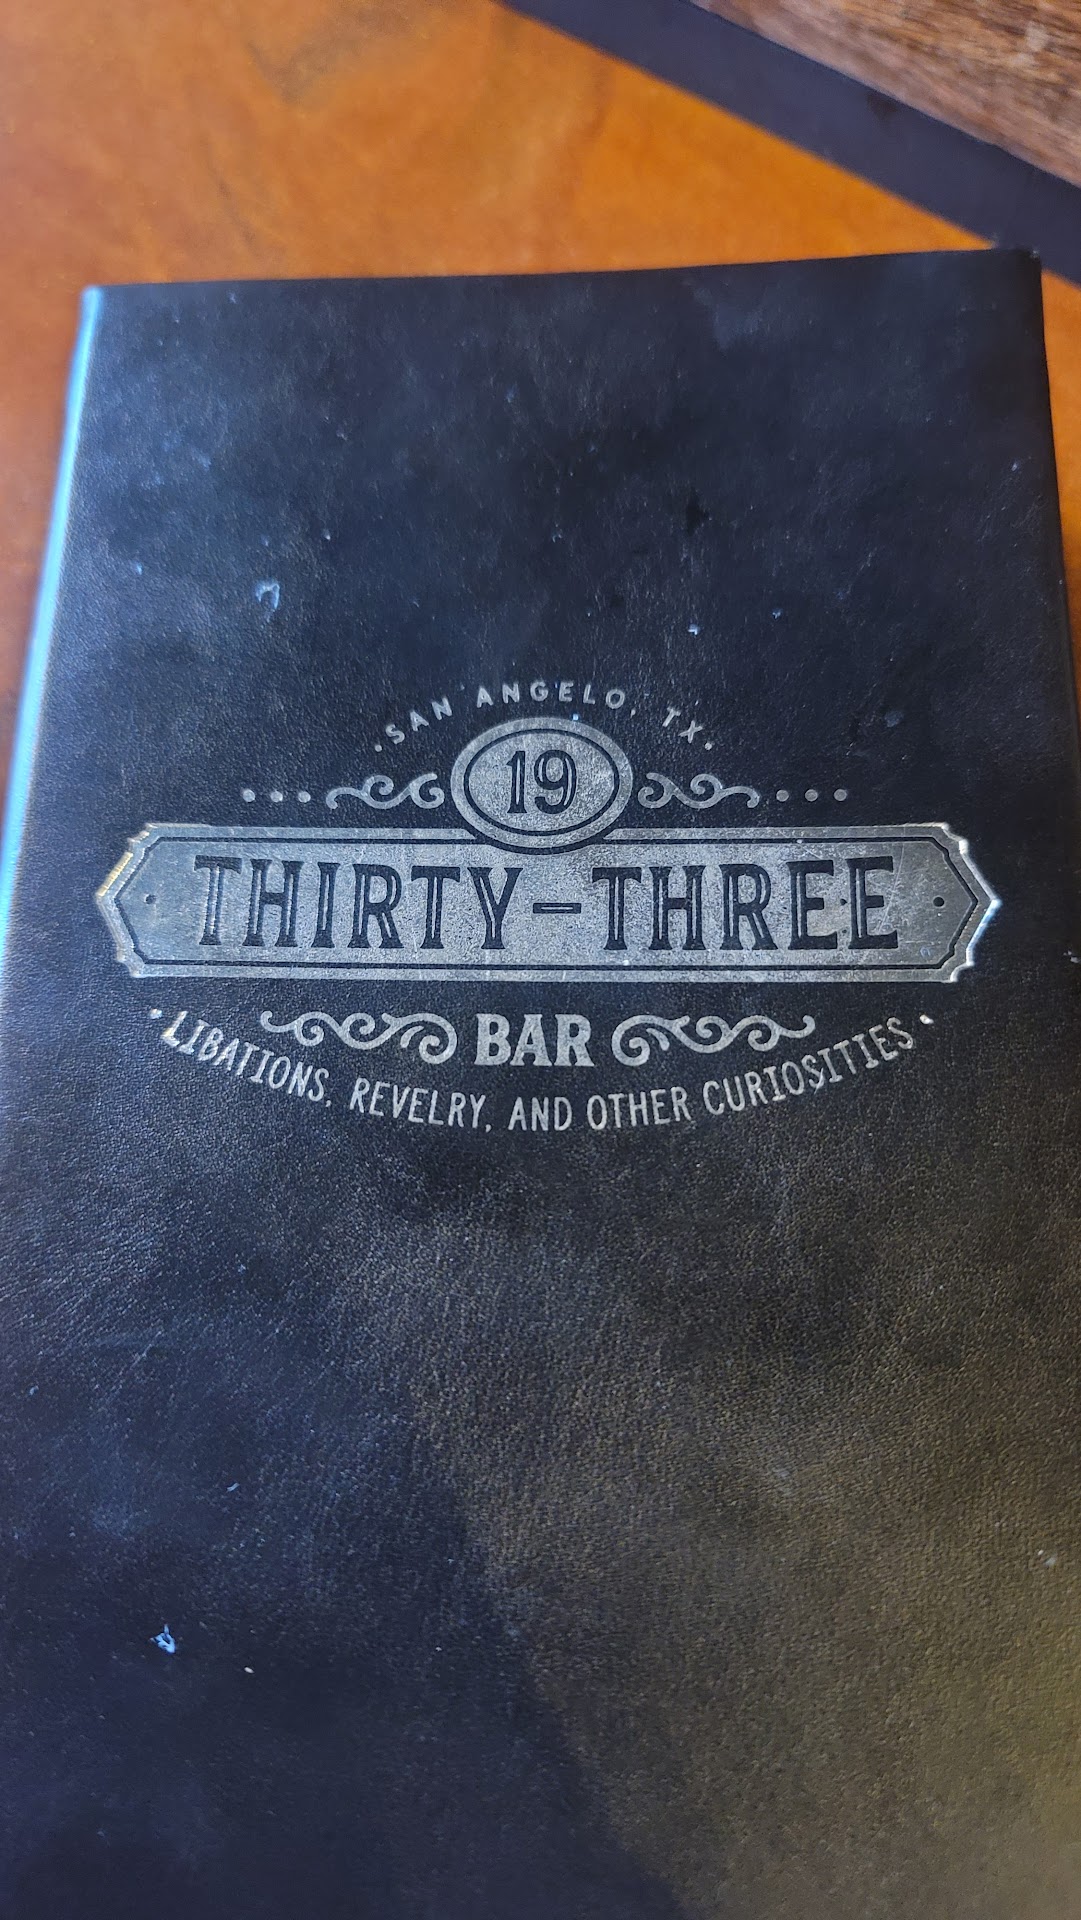 ·SAN ANGELO, TX·
19
THIRTY-THREE
BAR
·LIBATIONS, REVELRY, AND OTHER CURIOSITIES·